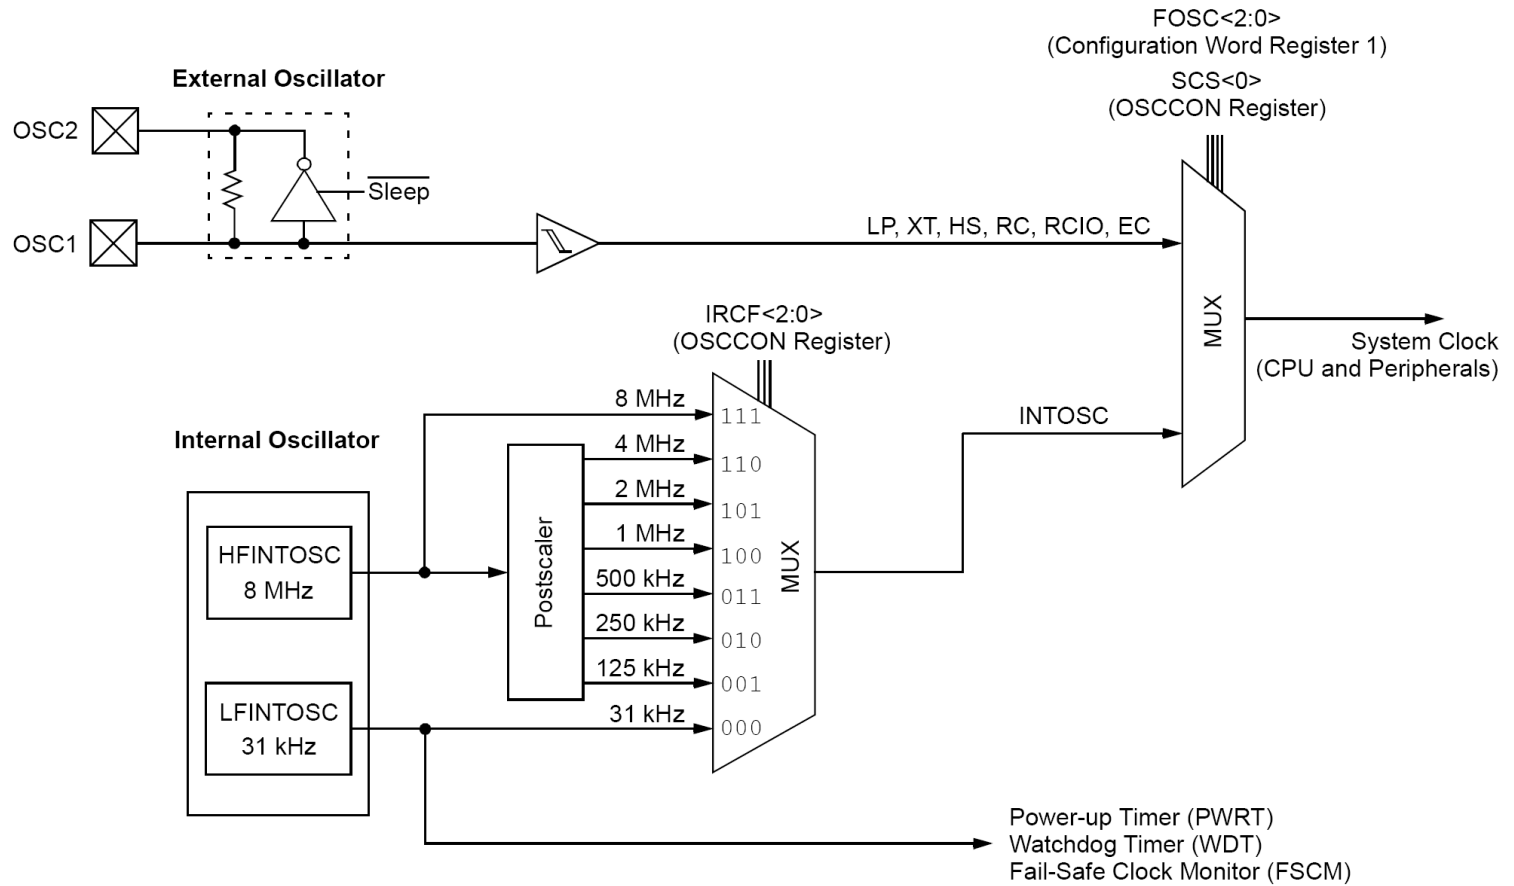 FOSC<2:0>
(Configuration Word Register 1)
SCS<0>
(OSCCON Register)
External Oscillator
OSC2
Sleep
OSC1
LP, XT, HS, RC, RCIO, EC
MUX
System Clock
(CPU and Peripherals)
IRCF<2:0>
(OSCCON Register)
INTOSC
Internal Oscillator
HFINTOSC
8 MHz
LFINTOSC
31 kHz
Postscaler
8 MHz
4 MHz
2 MHz
1 MHz
500 kHz
250 kHz
125 kHz
31 kHz
111
110
101
100
011
010
001
000
MUX
Power-up Timer (PWRT)
Watchdog Timer (WDT)
Fail-Safe Clock Monitor (FSCM)